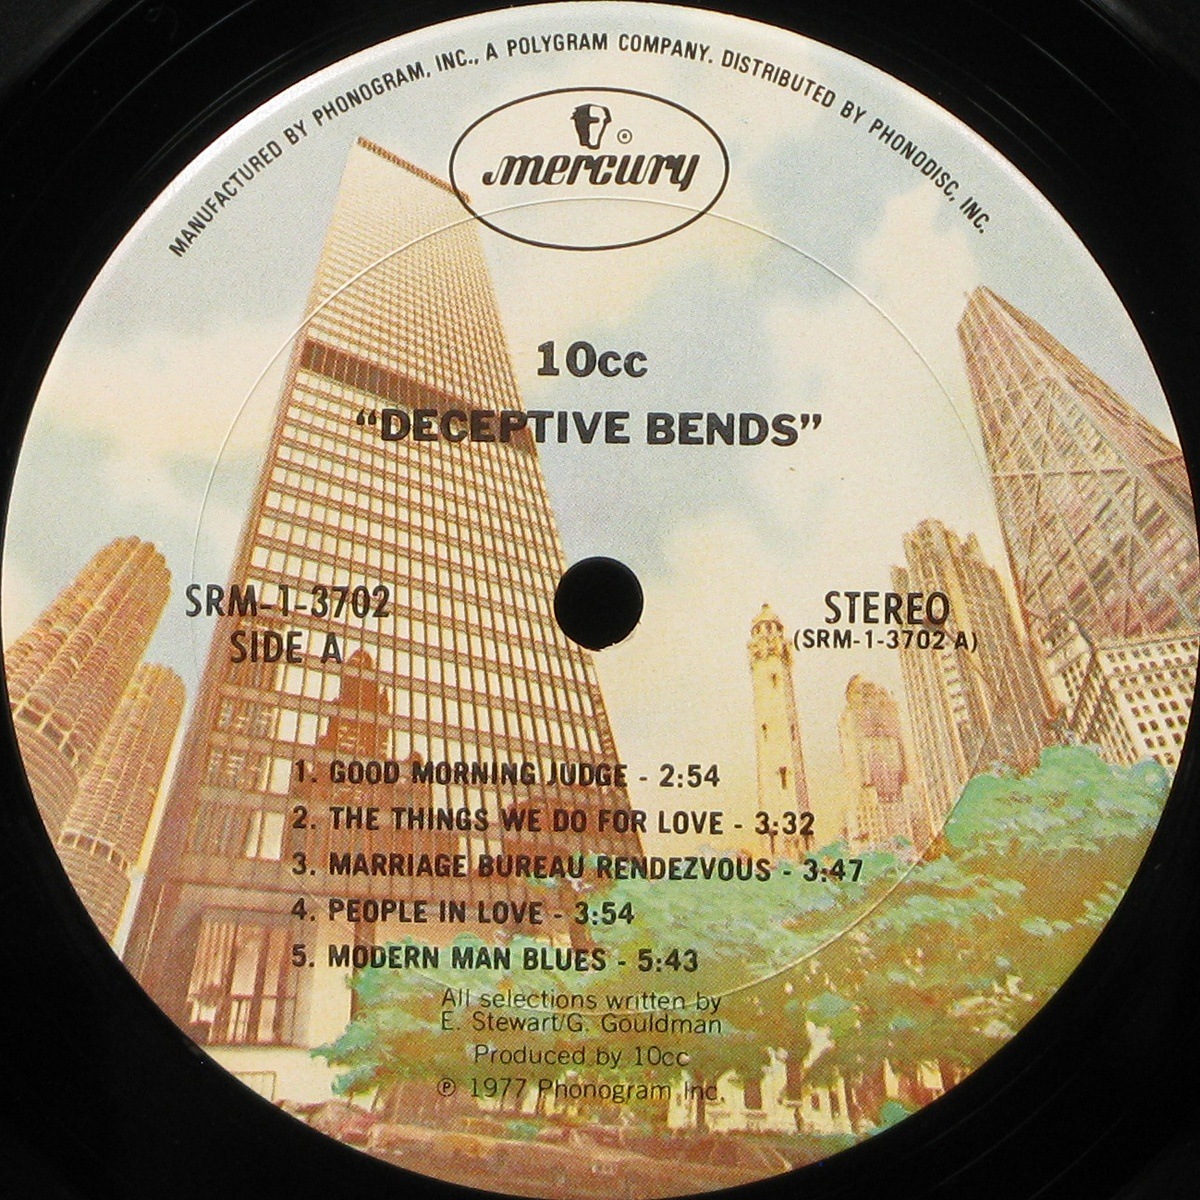 MANUFACTURED BY PHONOGRAM, INC., A POLYGRAM COMPANY. DISTRIBUTED BY PHONODISC, INC.
mercury
10cc
“DECEPTIVE BENDS”
SRM-1-3702
SIDE A
STEREO
(SRM-1-3702 A)
1. GOOD MORNING JUDGE - 2:54
2. THE THINGS WE DO FOR LOVE - 3:32
3. MARRIAGE BUREAU RENDEZVOUS - 3:47
4. PEOPLE IN LOVE - 3:54
5. MODERN MAN BLUES - 5:43
All selections written by
E. Stewart/G. Gouldman
Produced by 10cc
℗ 1977 Phonogram Inc.